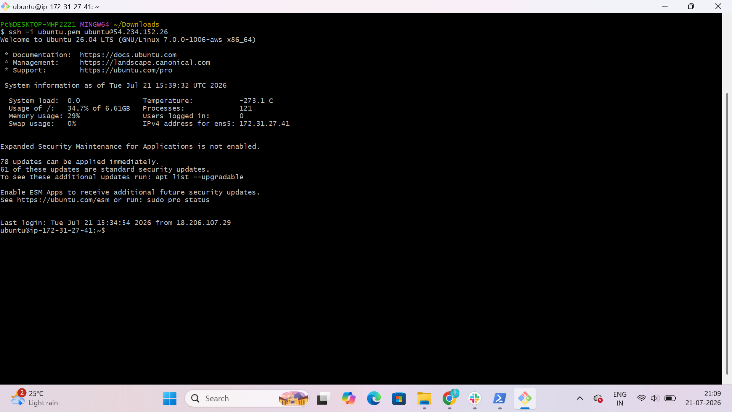 ubuntu@ip-172-31-27-41: ~
Pc@DESKTOP-MHF2221 MINGW64 ~/Downloads
$ ssh -i ubuntu.pem ubuntu@54.234.152.26
Welcome to Ubuntu 26.04 LTS (GNU/Linux 7.0.0-1006-aws x86_64)
* Documentation: https://docs.ubuntu.com
* Management: https://landscape.canonical.com
* Support: https://ubuntu.com/pro
System information as of Tue Jul 21 15:39:32 UTC 2026
System load: 0.0 Temperature: -273.1 C
Usage of /: 34.7% of 6.61GB Processes: 121
Memory usage: 29% Users logged in: 0
Swap usage: 0% IPv4 address for ens5: 172.31.27.41
Expanded Security Maintenance for Applications is not enabled.
78 updates can be applied immediately.
61 of these updates are standard security updates.
To see these additional updates run: apt list --upgradable
Enable ESM Apps to receive additional future security updates.
See https://ubuntu.com/esm or run: sudo pro status
Last login: Tue Jul 21 15:34:54 2026 from 18.206.107.29
ubuntu@ip-172-31-27-41:~$
2
25°C
Light rain
Search
ENG
IN
21:09
21-07-2026